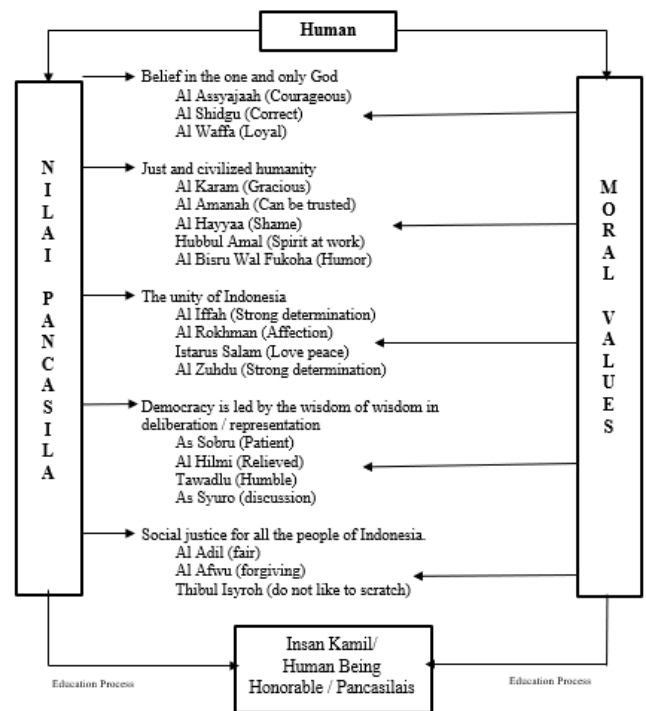 Human
NILAI PANCASILA
Belief in the one and only God
Al Assyajaah (Courageous)
Al Shidgu (Correct)
Al Waffa (Loyal)
Just and civilized humanity
Al Karam (Gracious)
Al Amanah (Can be trusted)
Al Hayyaa (Shame)
Hubbul Amal (Spirit at work)
Al Bisru Wal Fukoha (Humor)
The unity of Indonesia
Al Iffah (Strong determination)
Al Rokhman (Affection)
Istarus Salam (Love peace)
Al Zuhdu (Strong determination)
Democracy is led by the wisdom of wisdom in
deliberation / representation
As Sobru (Patient)
Al Hilmi (Relieved)
Tawadlu (Humble)
As Syuro (discussion)
Social justice for all the people of Indonesia.
Al Adil (fair)
Al Afwu (forgiving)
Thibul Isyroh (do not like to scratch)
MORAL VALUES
Insan Kamil/
Human Being
Honorable / Pancasilais
Education Process
Education Process